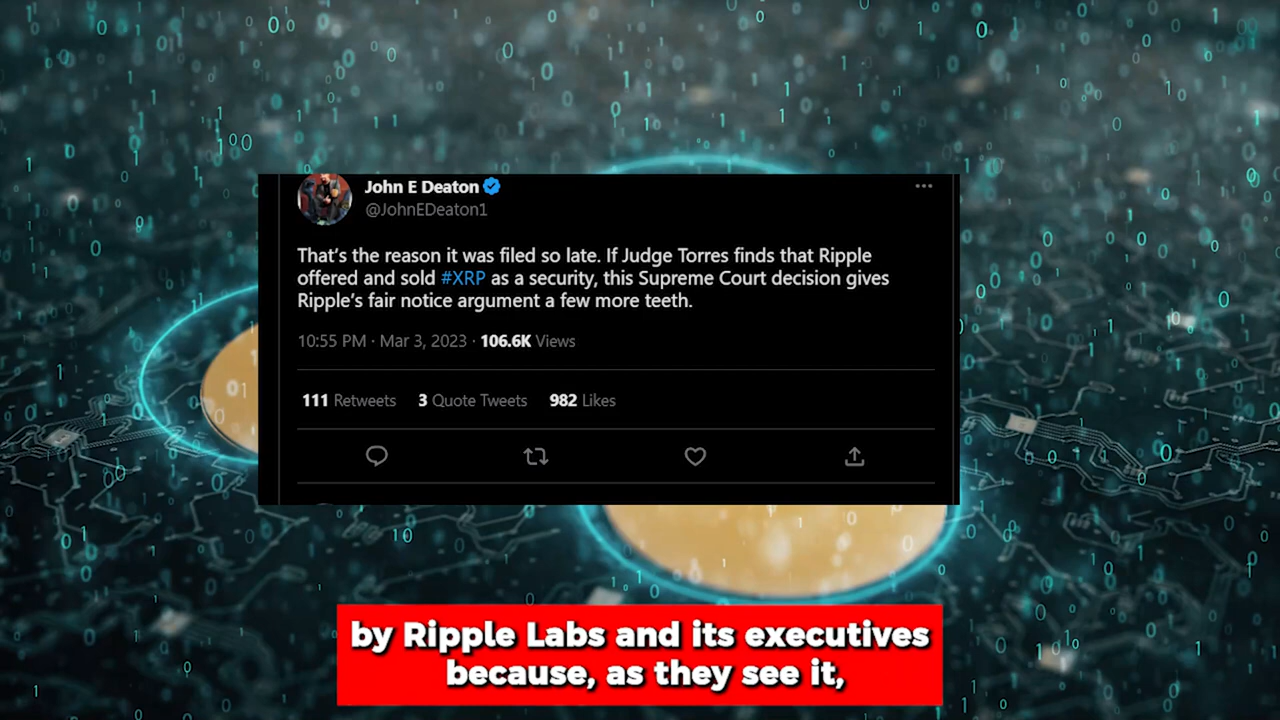 John E Deaton
@JohnEDeaton1
That's the reason it was filed so late. If Judge Torres finds that Ripple
offered and sold #XRP as a security, this Supreme Court decision gives
Ripple's fair notice argument a few more teeth.
10:55 PM · Mar 3, 2023 · 106.6K Views
111 Retweets 3 Quote Tweets 982 Likes
by Ripple Labs and its executives
because, as they see it,